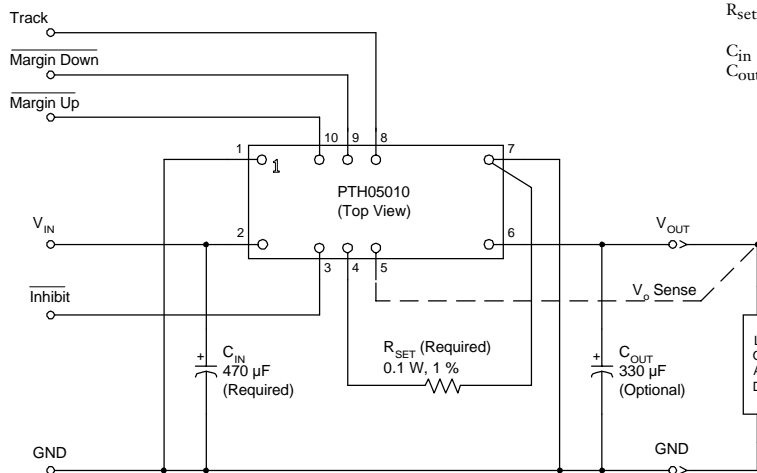 Track
Margin Down
Margin Up
R_set
C_in
C_out
10 9 8
1
1
7
PTH05010
(Top View)
V_IN
2
6
V_OUT
3 4 5
V_o Sense
Inhibit
+
C_IN
470 µF
(Required)
R_SET (Required)
0.1 W, 1 %
+
C_OUT
330 µF
(Optional)
L
O
A
D
GND
GND